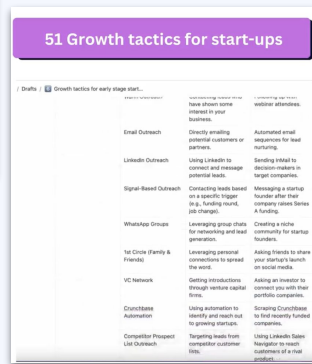 51 Growth tactics for start-ups
/ Drafts / Growth tactics for early stage start...
have shown some
interest in your
business.
webinar attendees.
Email Outreach
Directly emailing
potential customers or
partners.
Automated email
sequences for lead
nurturing.
LinkedIn Outreach
Using LinkedIn to
connect and message
potential leads.
Sending InMail to
decision-makers in
target companies.
Signal-Based Outreach
Contacting leads based
on a specific trigger
(e.g., funding round,
job change).
Messaging a startup
founder after their
company raises Series
A funding.
WhatsApp Groups
Leveraging group chats
for networking and lead
generation.
Creating a niche
community for startup
founders.
1st Circle (Family &
Friends)
Leveraging personal
connections to spread
the word.
Asking friends to share
your startup's launch
on social media.
VC Network
Getting introductions
through venture capital
firms.
Asking an investor to
connect you with their
portfolio companies.
Crunchbase
Automation
Using automation to
identify and reach out
to growing startups.
Scraping Crunchbase
to find recently funded
companies.
Competitor Prospect
List Outreach
Targeting leads from
competitor customer
lists.
Using LinkedIn Sales
Navigator to reach
customers of a rival
product.